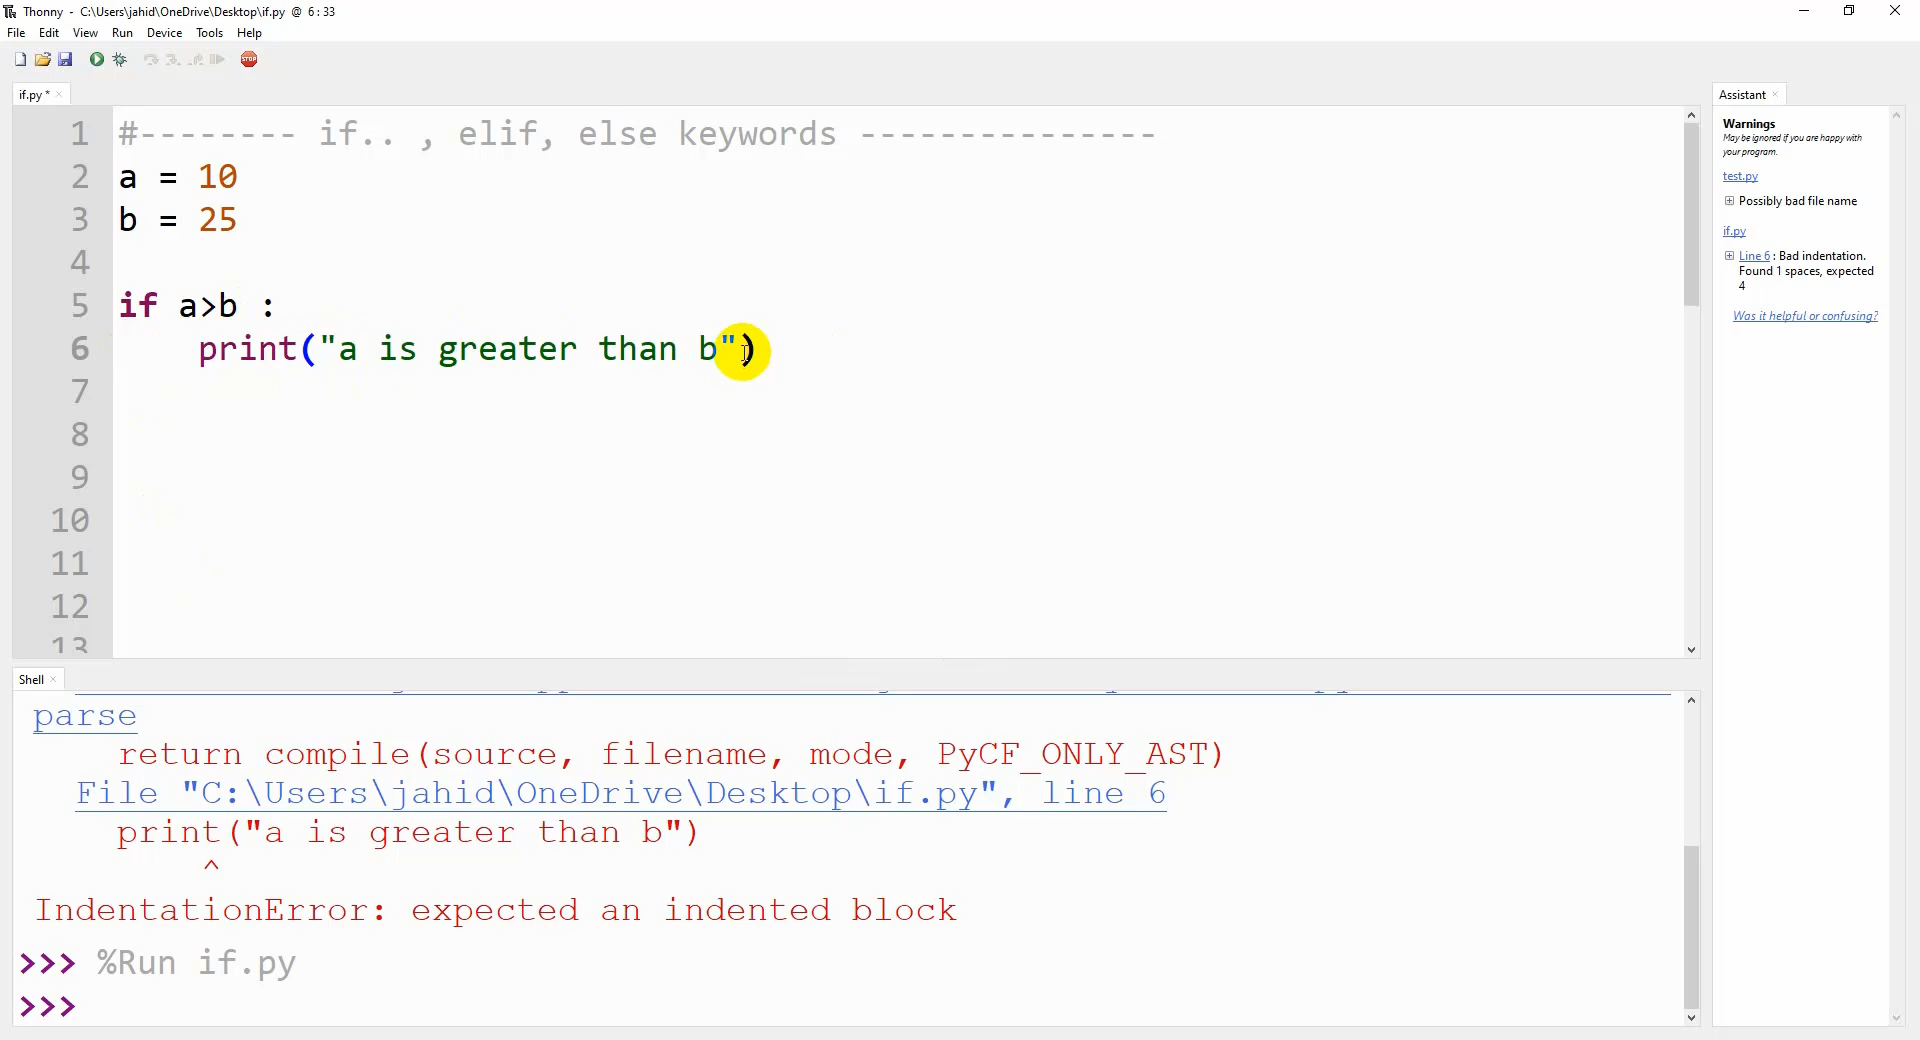 Thonny - C:\Users\jahid\OneDrive\Desktop\if.py @ 6:33
File Edit View Run Device Tools Help
STOP
if.py *
Assistant
1 #-------- if.. , elif, else keywords ---------------
2 a = 10
3 b = 25
4
5 if a>b :
6     print("a is greater than b")
7
8
9
10
11
12
13
Warnings
May be ignored if you are happy with
your program.
test.py
Possibly bad file name
if.py
Line 6 : Bad indentation.
Found 1 spaces, expected
4
Was it helpful or confusing?
Shell
parse
    return compile(source, filename, mode, PyCF_ONLY_AST)
  File "C:\Users\jahid\OneDrive\Desktop\if.py", line 6
    print("a is greater than b")
        ^
IndentationError: expected an indented block
>>> %Run if.py
>>>